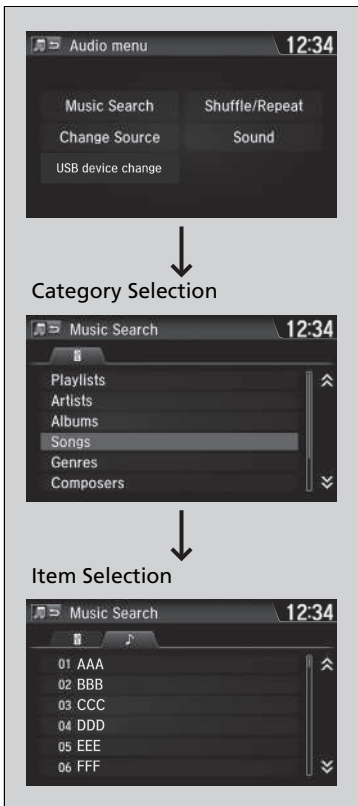 Audio menu 12:34
Music Search Shuffle/Repeat
Change Source Sound
USB device change
Category Selection
Music Search 12:34
Playlists
Artists
Albums
Songs
Genres
Composers
Item Selection
Music Search 12:34
01 AAA
02 BBB
03 CCC
04 DDD
05 EEE
06 FFF